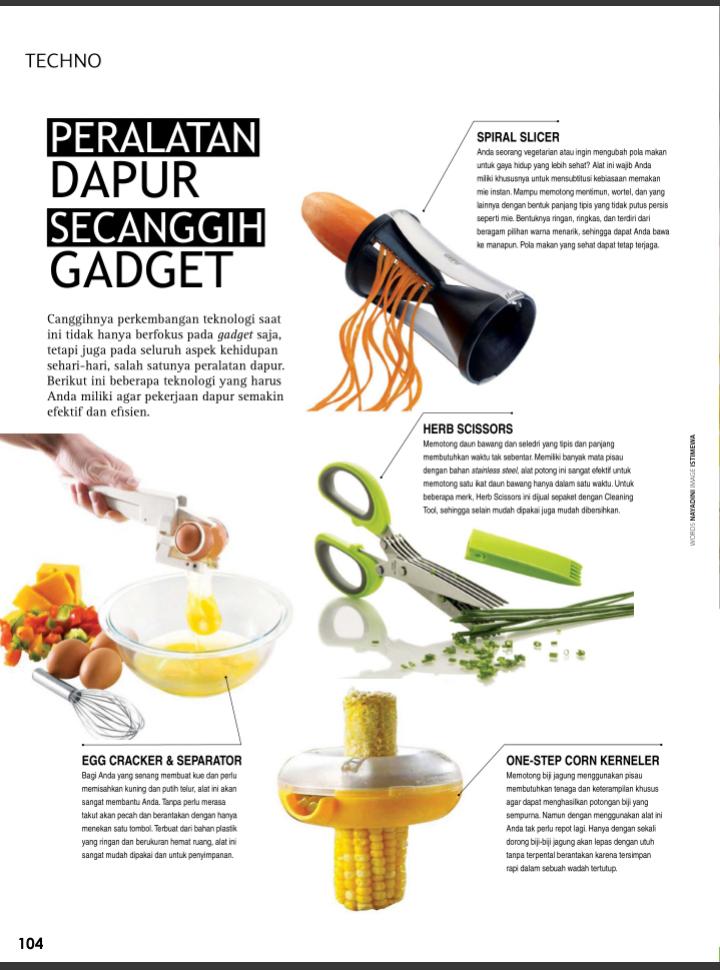 TECHNO
PERALATAN
DAPUR
SECANGGIH
GADGET
Canggihnya perkembangan teknologi saat
ini tidak hanya berfokus pada gadget saja,
tetapi juga pada seluruh aspek kehidupan
sehari-hari, salah satunya peralatan dapur.
Berikut ini beberapa teknologi yang harus
Anda miliki agar pekerjaan dapur semakin
efektif dan efisien.
SPIRAL SLICER
Anda seorang vegetarian atau ingin mengubah pola makan
untuk gaya hidup yang lebih sehat? Alat ini wajib Anda
miliki khususnya untuk mensubtitusi kebiasaan memakan
mie instan. Mampu memotong mentimun, wortel, dan yang
lainnya dengan bentuk panjang tipis yang tidak putus persis
seperti mie. Bentuknya ringan, ringkas, dan terdiri dari
beragam pilihan warna menarik, sehingga dapat Anda bawa
ke manapun. Pola makan yang sehat dapat tetap terjaga.
HERB SCISSORS
Memotong daun bawang dan seledri yang tipis dan panjang
membutuhkan waktu tak sebentar. Memiliki banyak mata pisau
dengan bahan stainless steel, alat potong ini sangat efektif untuk
memotong satu ikat daun bawang hanya dalam satu waktu. Untuk
beberapa merk, Herb Scissors ini dijual sepaket dengan Cleaning
Tool, sehingga selain mudah dipakai juga mudah dibersihkan.
WORDS NAYADINI IMAGE ISTIMEWA
EGG CRACKER & SEPARATOR
Bagi Anda yang senang membuat kue dan perlu
memisahkan kuning dan putih telur, alat ini akan
sangat membantu Anda. Tanpa perlu merasa
takut akan pecah dan berantakan dengan hanya
menekan satu tombol. Terbuat dari bahan plastik
yang ringan dan berukuran hemat ruang, alat ini
sangat mudah dipakai dan untuk penyimpanan.
ONE-STEP CORN KERNELER
Memotong biji jagung menggunakan pisau
membutuhkan tenaga dan keterampilan khusus
agar dapat menghasilkan potongan biji yang
sempurna. Namun dengan menggunakan alat ini
Anda tak perlu repot lagi. Hanya dengan sekali
dorong biji-biji jagung akan lepas dengan utuh
tanpa terpental berantakan karena tersimpan
rapi dalam sebuah wadah tertutup.
104